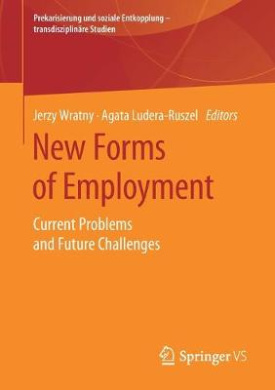 Prekarisierung und soziale Entkopplung –
transdisziplinäre Studien
Jerzy Wratny · Agata Ludera-Ruszel Editors
New Forms
of Employment
Current Problems
and Future Challenges
Springer VS